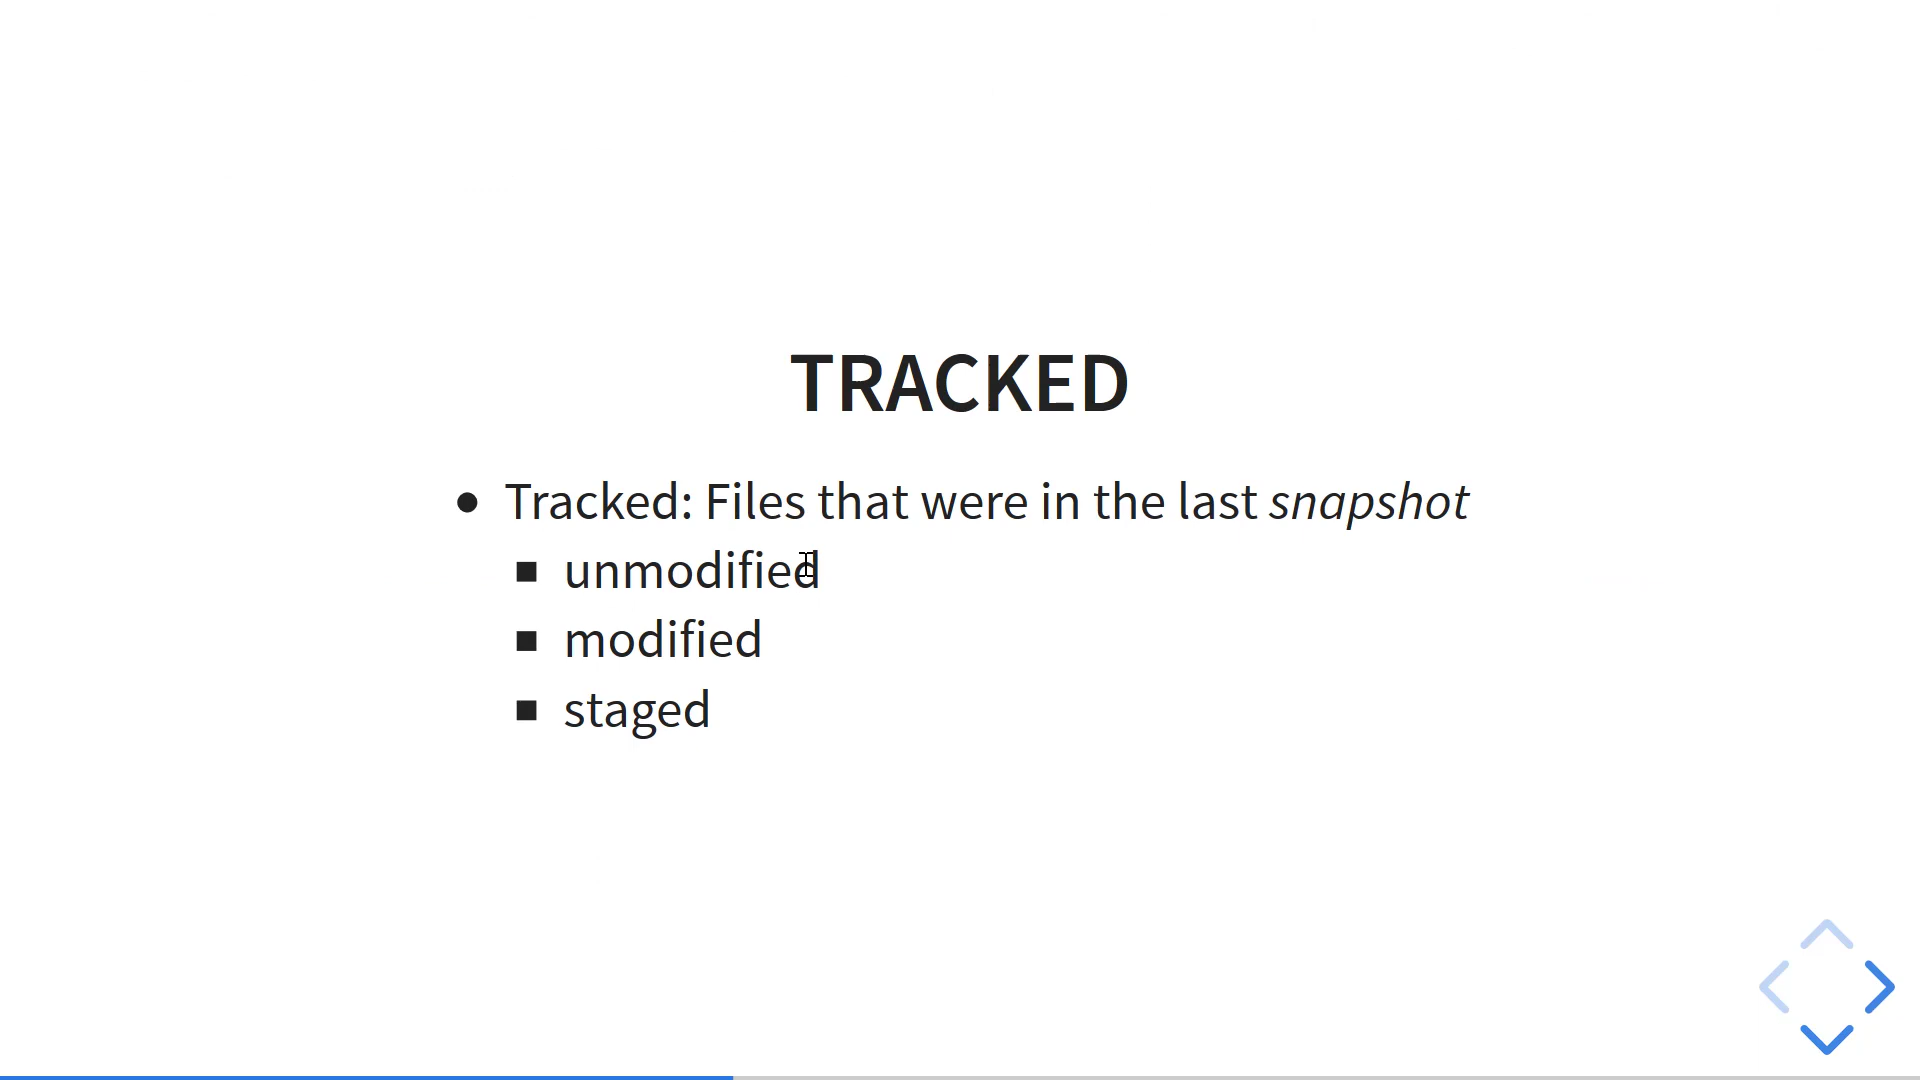 TRACKED
Tracked: Files that were in the last snapshot
unmodified
modified
staged